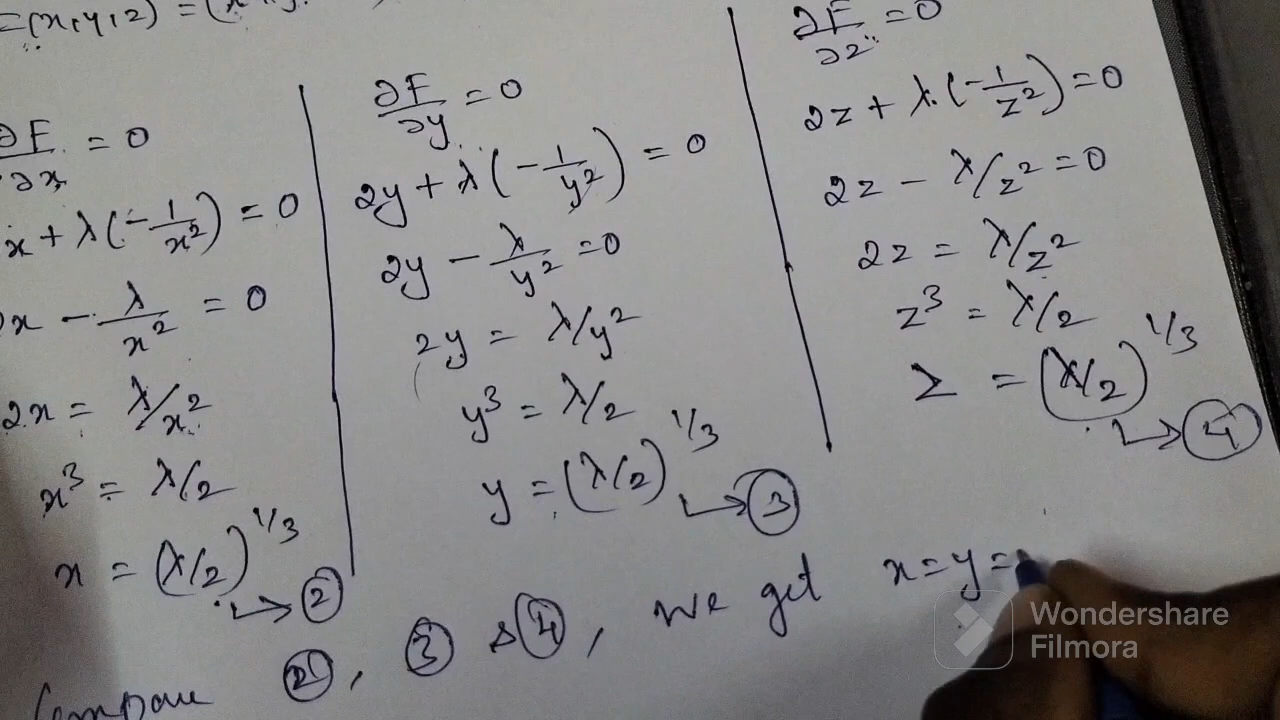 =(x,y,z) = (x
∂F/∂x = 0
x + λ(-1/x²) = 0
x - λ/x² = 0
2x = λ/x²
x³ = λ/2
x = (λ/2)^1/3
↳ ②
∂F/∂y = 0
2y + λ(-1/y²) = 0
2y - λ/y² = 0
2y = λ/y²
y³ = λ/2
y = (λ/2)^1/3
↳ ③
∂F/∂z = 0
2z + λ.(-1/z²) = 0
2z - λ/z² = 0
2z = λ/z²
z³ = λ/2
z = (λ/2)^1/3
↳ ④
Compare ②, ③ & ④, we get x=y=
Wondershare
Filmora